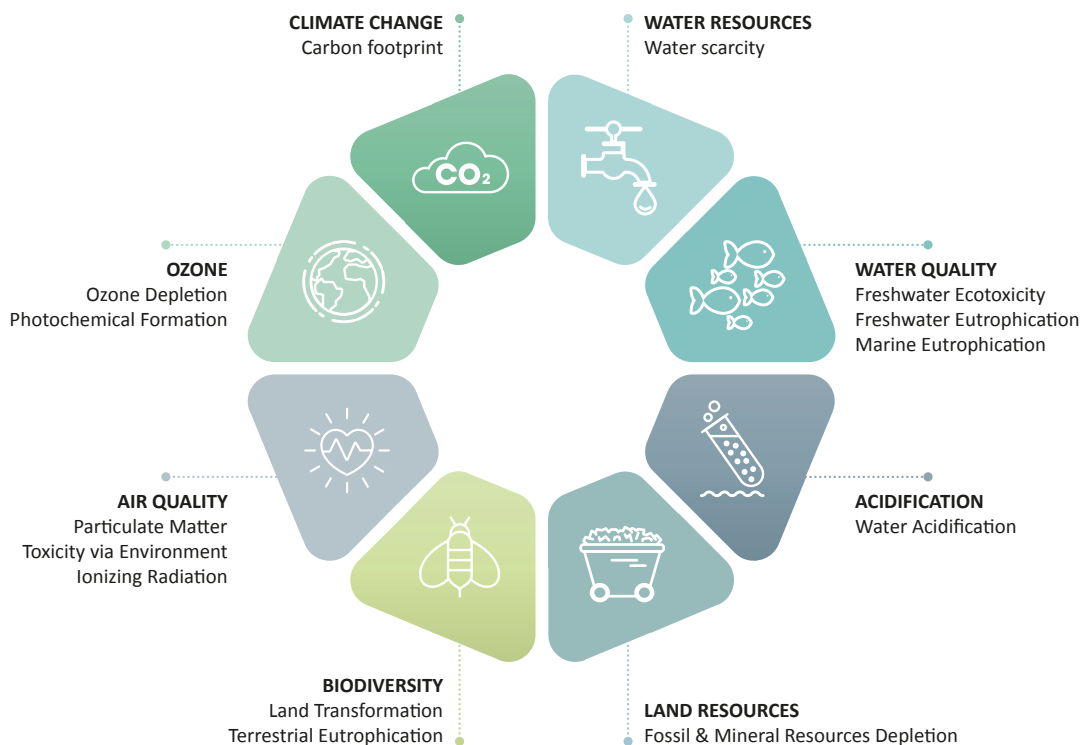 CLIMATE CHANGE
Carbon footprint
WATER RESOURCES
Water scarcity
CO₂
OZONE
Ozone Depletion
Photochemical Formation
WATER QUALITY
Freshwater Ecotoxicity
Freshwater Eutrophication
Marine Eutrophication
AIR QUALITY
Particulate Matter
Toxicity via Environment
Ionizing Radiation
ACIDIFICATION
Water Acidification
BIODIVERSITY
Land Transformation
Terrestrial Eutrophication
LAND RESOURCES
Fossil & Mineral Resources Depletion